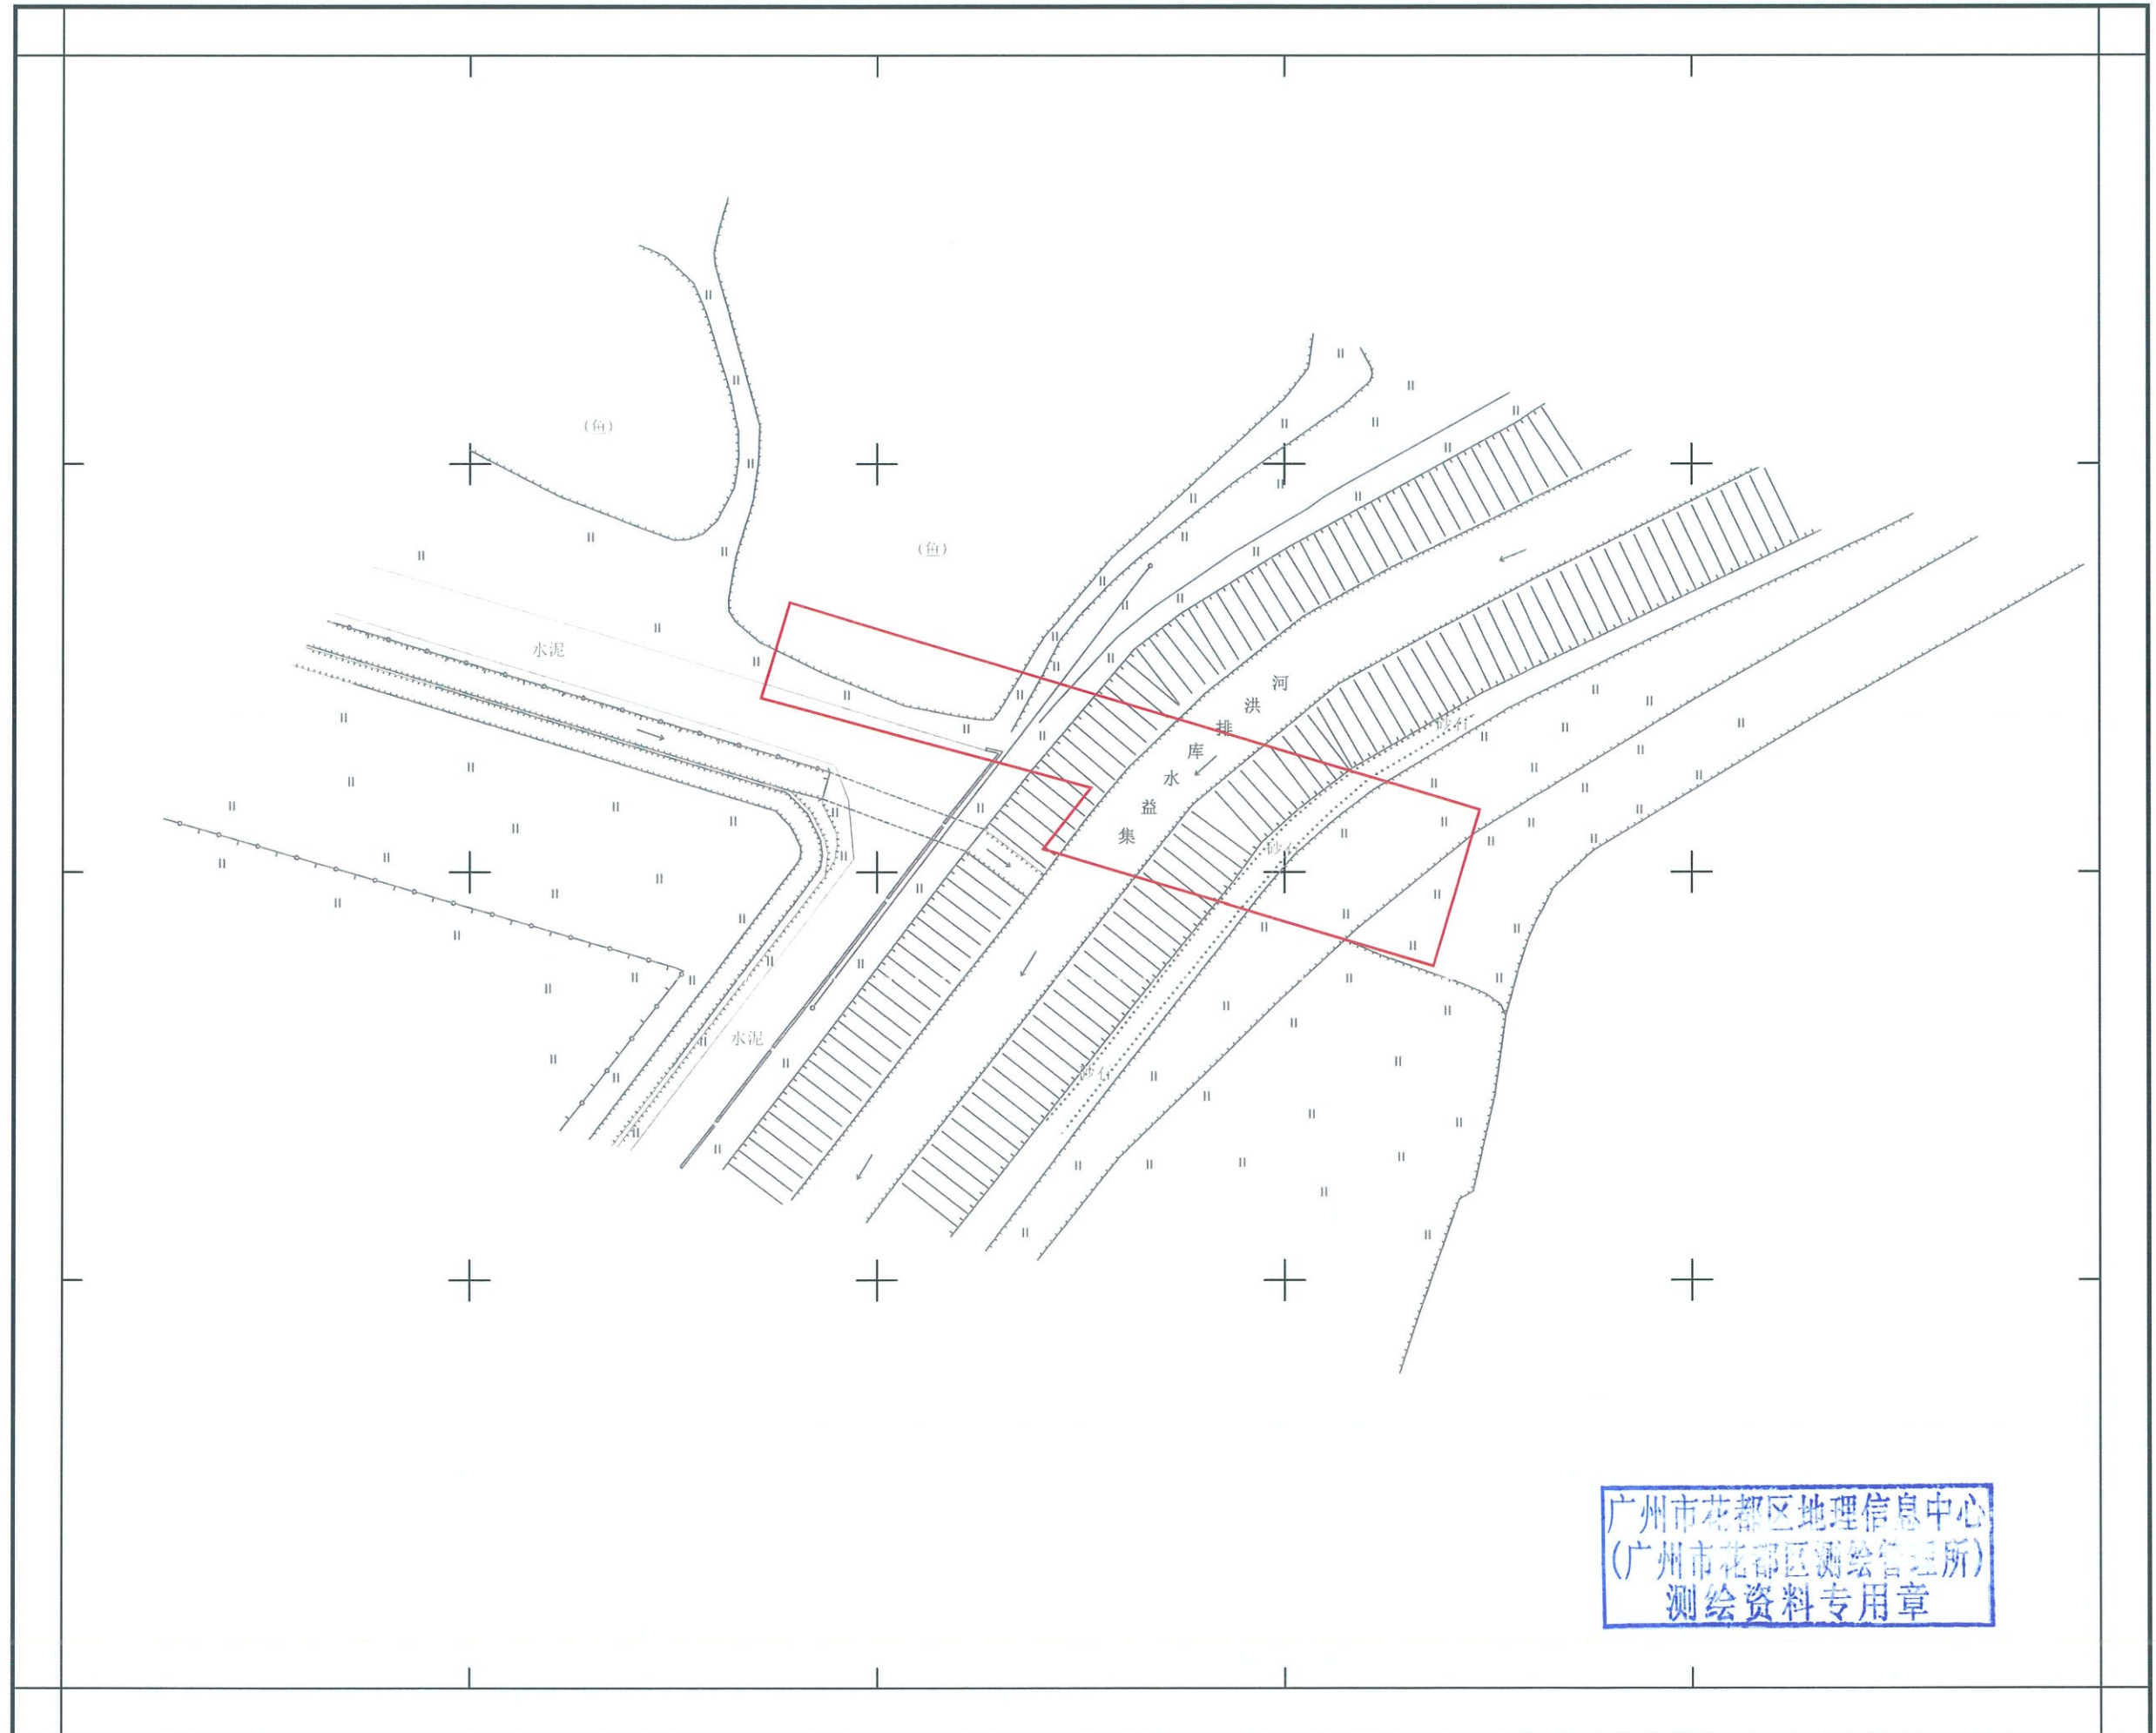 (鱼)
(鱼)
水泥
河
洪
排
库
水
益
集
砂石
砂石
水泥
砂石
广州市花都区地理信息中心
(广州市花都区测绘管理所)
测绘资料专用章